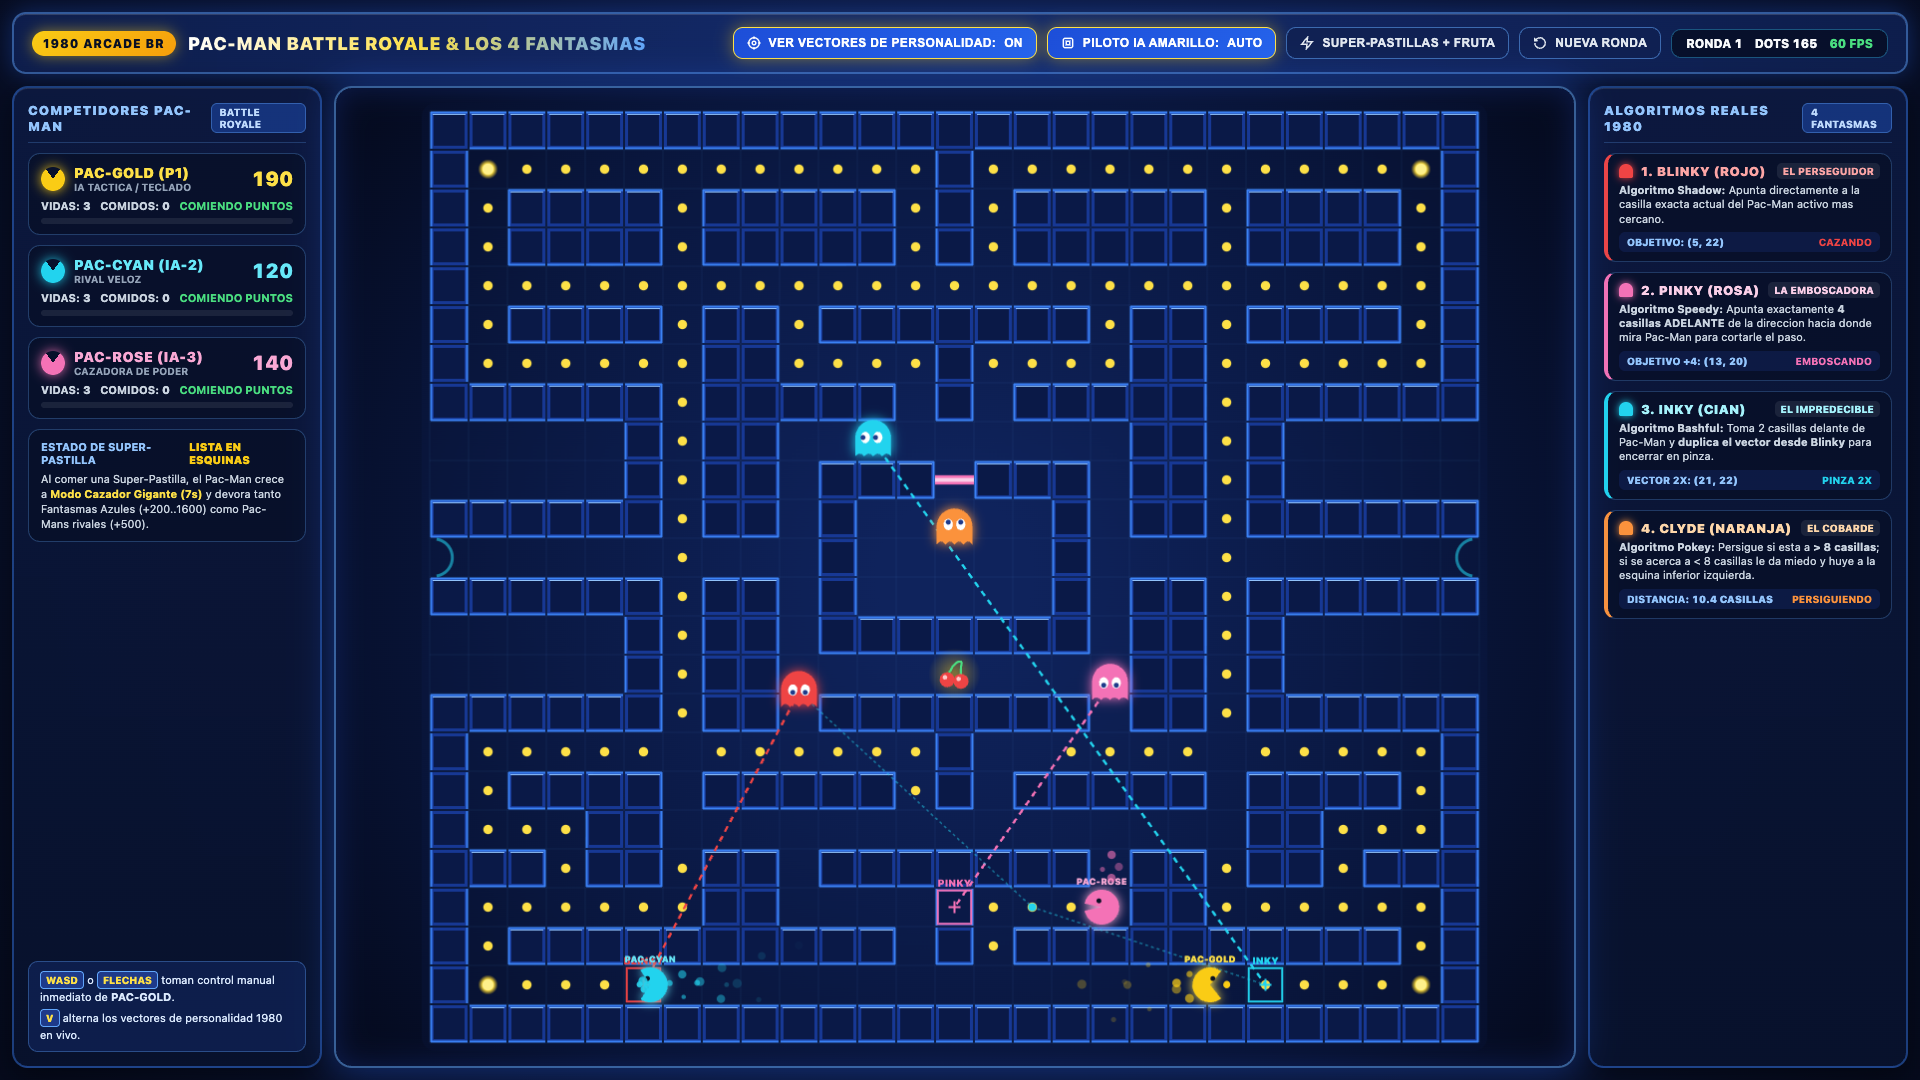 1980 ARCADE BR
PAC-MAN BATTLE ROYALE & LOS 4 FANTASMAS
VER VECTORES DE PERSONALIDAD: ON
PILOTO IA AMARILLO: AUTO
SUPER-PASTILLAS + FRUTA
NUEVA RONDA
RONDA 1 DOTS 165 60 FPS
COMPETIDORES PAC-
MAN
BATTLE
ROYALE
PAC-GOLD (P1)
IA TACTICA / TECLADO
190
VIDAS: 3 COMIDOS: 0 COMIENDO PUNTOS
PAC-CYAN (IA-2)
RIVAL VELOZ
120
VIDAS: 3 COMIDOS: 0 COMIENDO PUNTOS
PAC-ROSE (IA-3)
CAZADORA DE PODER
140
VIDAS: 3 COMIDOS: 0 COMIENDO PUNTOS
ESTADO DE SUPER-
PASTILLA
LISTA EN
ESQUINAS
Al comer una Super-Pastilla, el Pac-Man crece
a Modo Cazador Gigante (7s) y devora tanto
Fantasmas Azules (+200..1600) como Pac-
Mans rivales (+500).
WASD o FLECHAS toman control manual
inmediato de PAC-GOLD.
V alterna los vectores de personalidad 1980
en vivo.
PINKY
PAC-ROSE
PAC-CYAN
PAC-GOLD
INKY
ALGORITMOS REALES
1980
4
FANTASMAS
1. BLINKY (ROJO)
EL PERSEGUIDOR
Algoritmo Shadow: Apunta directamente a la
casilla exacta actual del Pac-Man activo mas
cercano.
OBJETIVO: (5, 22)
CAZANDO
2. PINKY (ROSA)
LA EMBOSCADORA
Algoritmo Speedy: Apunta exactamente 4
casillas ADELANTE de la direccion hacia donde
mira Pac-Man para cortarle el paso.
OBJETIVO +4: (13, 20)
EMBOSCANDO
3. INKY (CIAN)
EL IMPREDECIBLE
Algoritmo Bashful: Toma 2 casillas delante de
Pac-Man y duplica el vector desde Blinky para
encerrar en pinza.
VECTOR 2X: (21, 22)
PINZA 2X
4. CLYDE (NARANJA)
EL COBARDE
Algoritmo Pokey: Persigue si esta a > 8 casillas;
si se acerca a < 8 casillas le da miedo y huye a la
esquina inferior izquierda.
DISTANCIA: 10.4 CASILLAS
PERSIGUIENDO